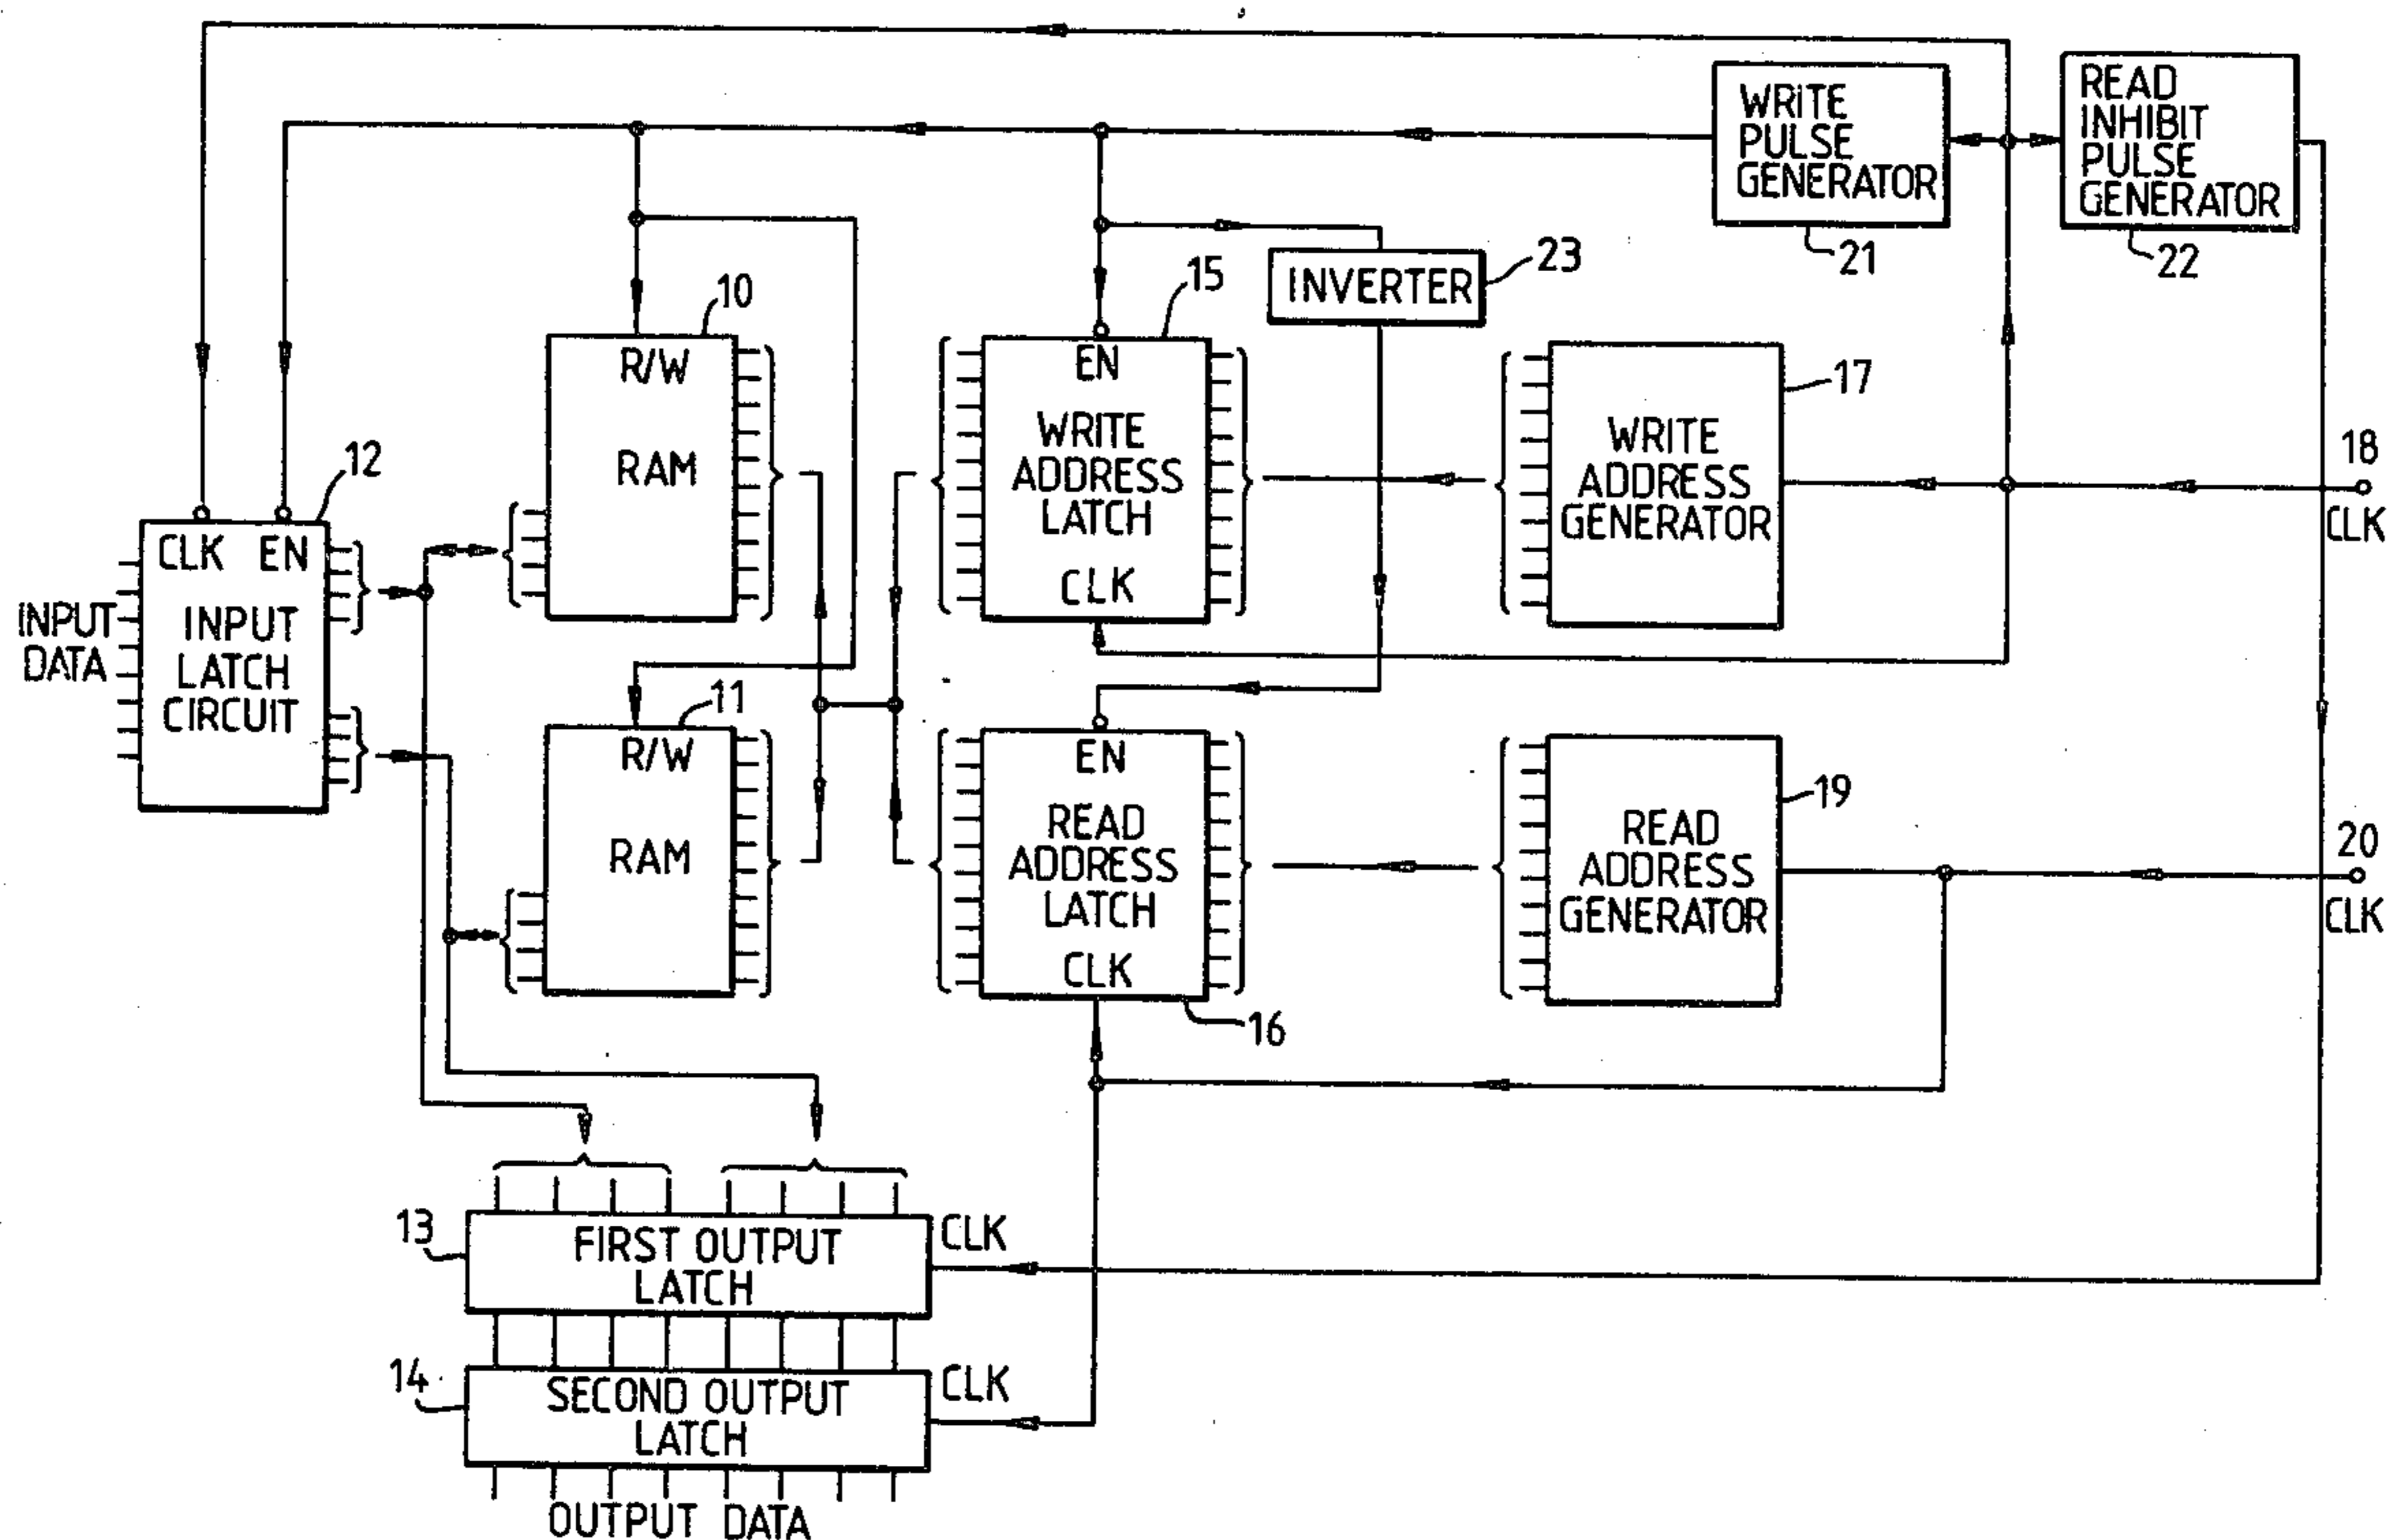 WRITE
PULSE
GENERATOR
21
READ
INHIBIT
PULSE
GENERATOR
22
INVERTER
23
10
R/W
RAM
15
EN
WRITE
ADDRESS
LATCH
CLK
17
WRITE
ADDRESS
GENERATOR
18
CLK
12
CLK EN
INPUT
LATCH
CIRCUIT
INPUT
DATA
11
R/W
RAM
EN
READ
ADDRESS
LATCH
CLK
16
19
READ
ADDRESS
GENERATOR
20
CLK
13
FIRST OUTPUT
LATCH
CLK
14
SECOND OUTPUT
LATCH
CLK
OUTPUT DATA